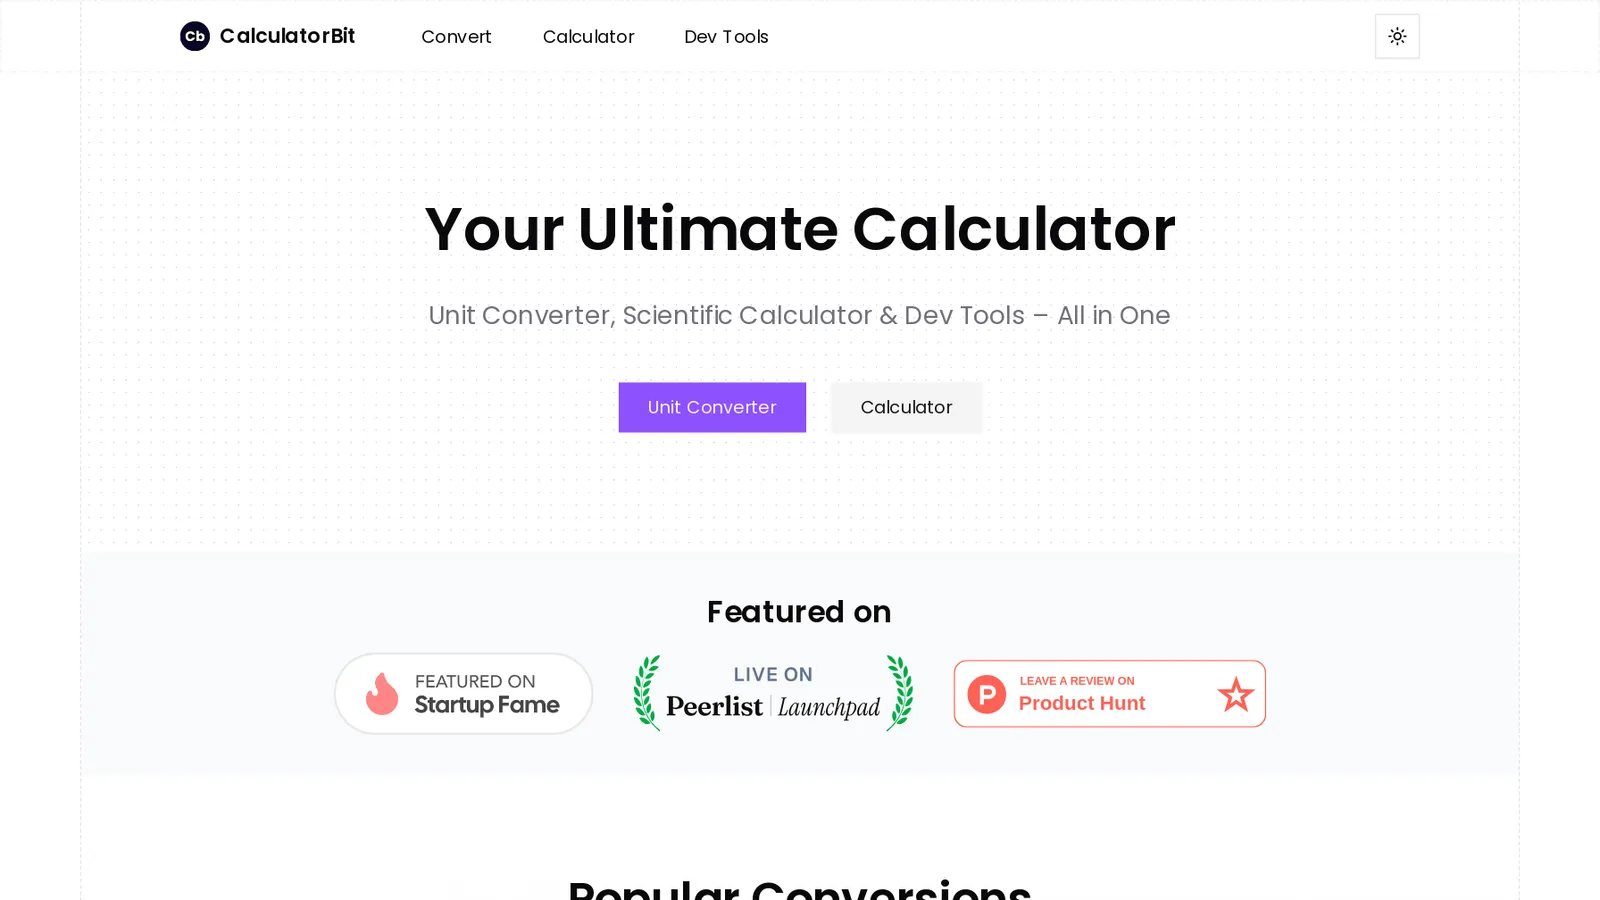 Cb CalculatorBit Convert Calculator Dev Tools
Your Ultimate Calculator
Unit Converter, Scientific Calculator & Dev Tools – All in One
Unit Converter Calculator
Featured on
FEATURED ON
Startup Fame
LIVE ON
Peerlist Launchpad
P
LEAVE A REVIEW ON
Product Hunt
Popular Conversions